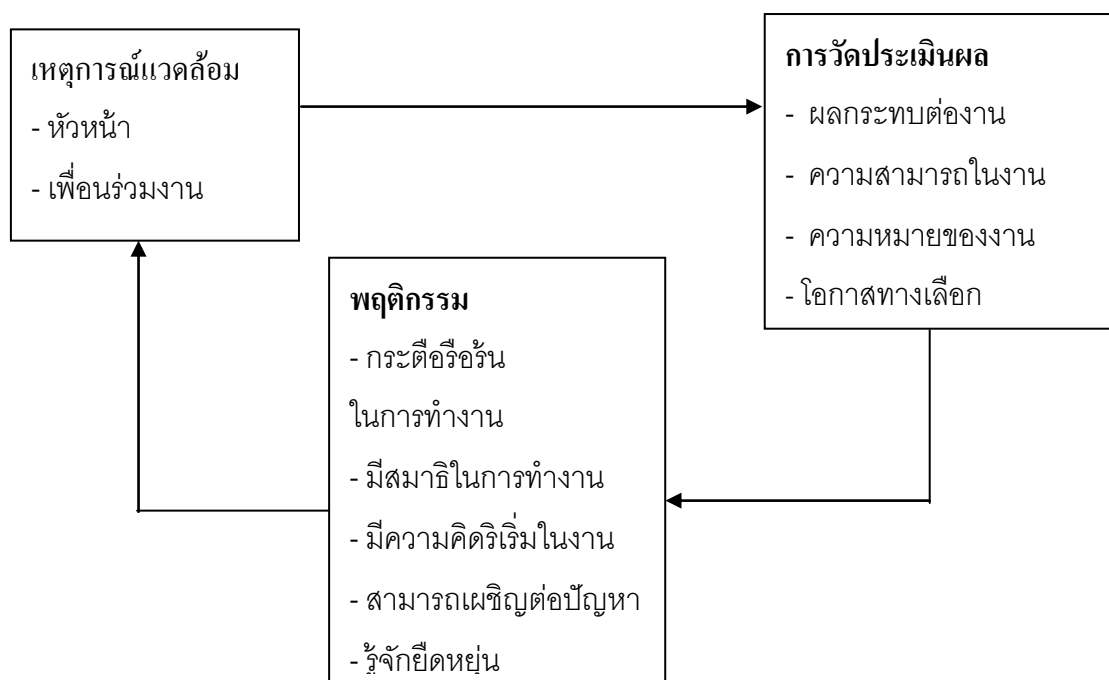 เหตุการณ์แวดล้อม
- หัวหน้า
- เพื่อนร่วมงาน
การวัดประเมินผล
- ผลกระทบต่องาน
- ความสามารถในงาน
- ความหมายของงาน
- โอกาสทางเลือก
พฤติกรรม
- กระตือรือร้น
ในการทำงาน
- มีสมาธิในการทำงาน
- มีความคิดริเริ่มในงาน
- สามารถเผชิญต่อปัญหา
- รู้จักยืดหยุ่น